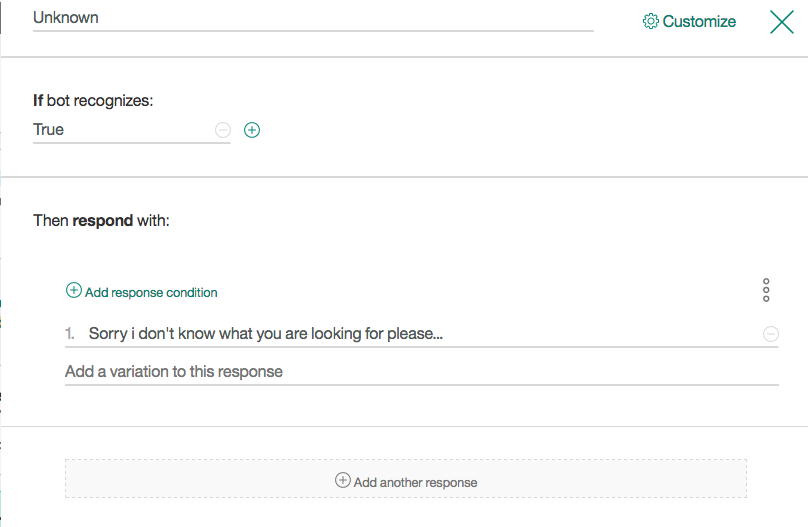 Unknown
Customize
If bot recognizes:
True
Then respond with:
Add response condition
1. Sorry i don't know what you are looking for please...
Add a variation to this response
Add another response